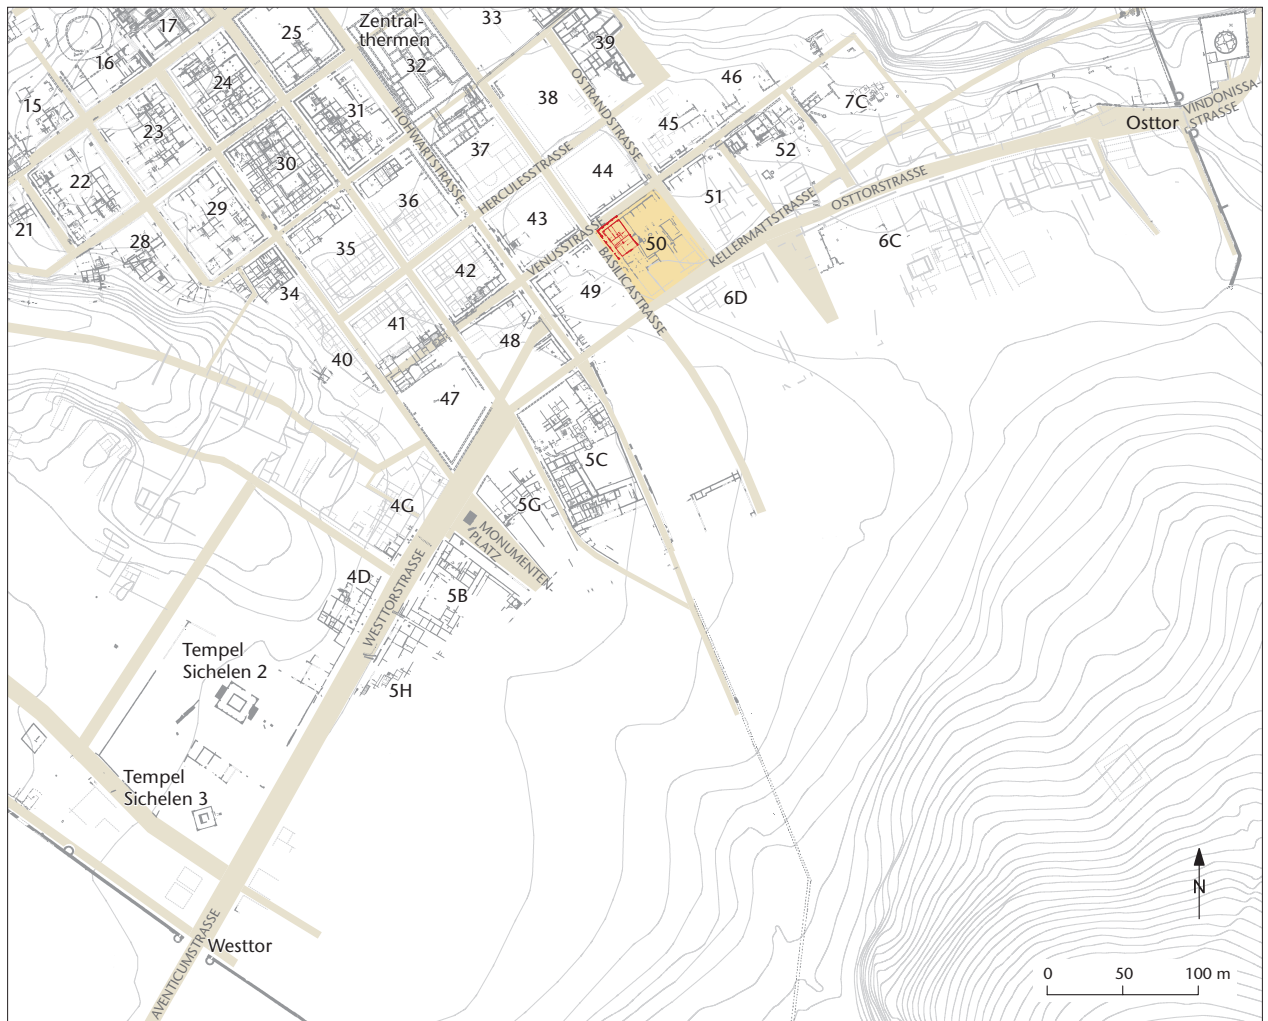 17
25
Zentral-
thermen
33
39
16
24
32
15
31
38
OSTRANDSTRASSE
46
7C
VINDONISSA-
STRASSE
Osttor
23
HOHWARTSTRASSE
37
45
52
22
30
HERCULESSTRASSE
44
51
OSTTORSTRASSE
21
29
36
43
50
KELLERMATTSTRASSE
6C
28
35
42
VENUSSTRASSE
49
BASILICASTRASSE
6D
34
41
48
40
47
5C
4G
5G
MONUMENTEN
PLATZ
4D
5B
WESTTORSTRASSE
Tempel
Sichelen 2
5H
Tempel
Sichelen 3
Westtor
AVENTICUMSTRASSE
N
0 50 100 m